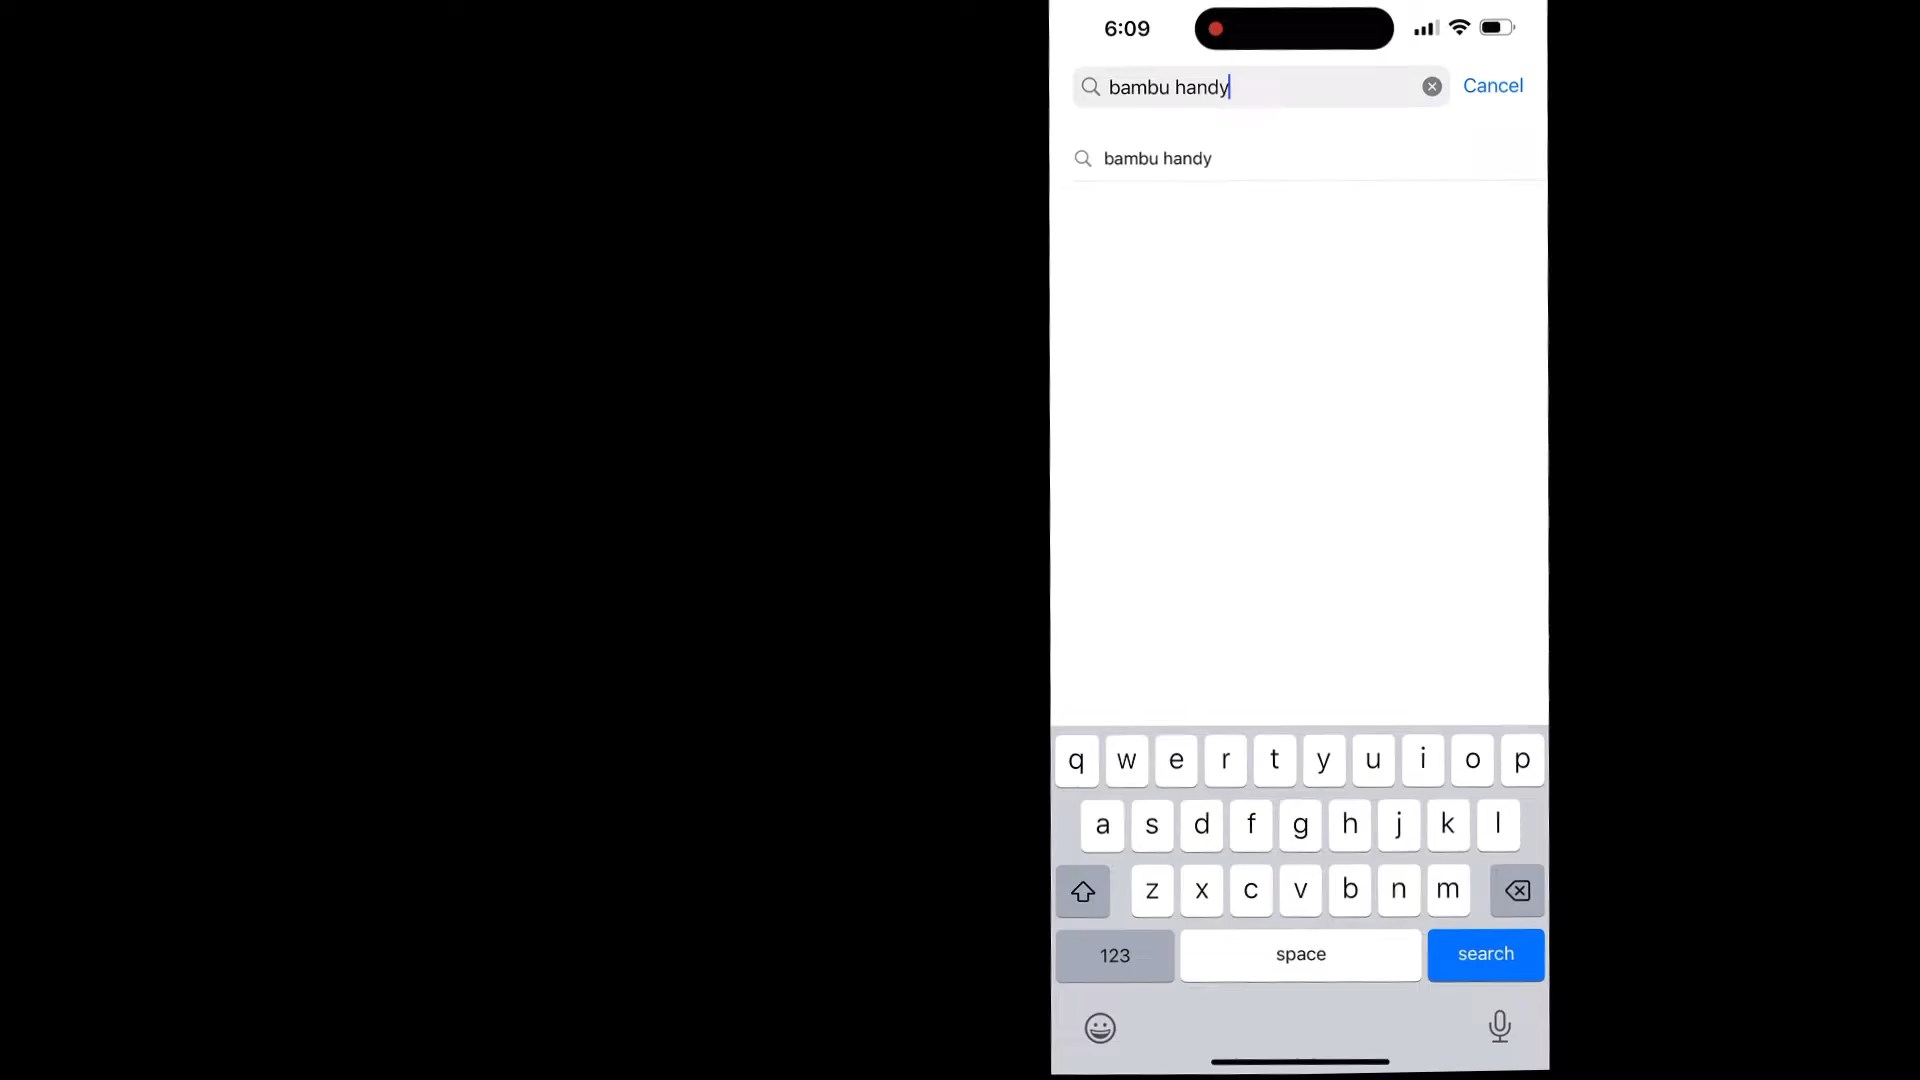 6:09
bambu handy
Cancel
bambu handy
q w e r t y u i o p
a s d f g h j k l
z x c v b n m
123 space search